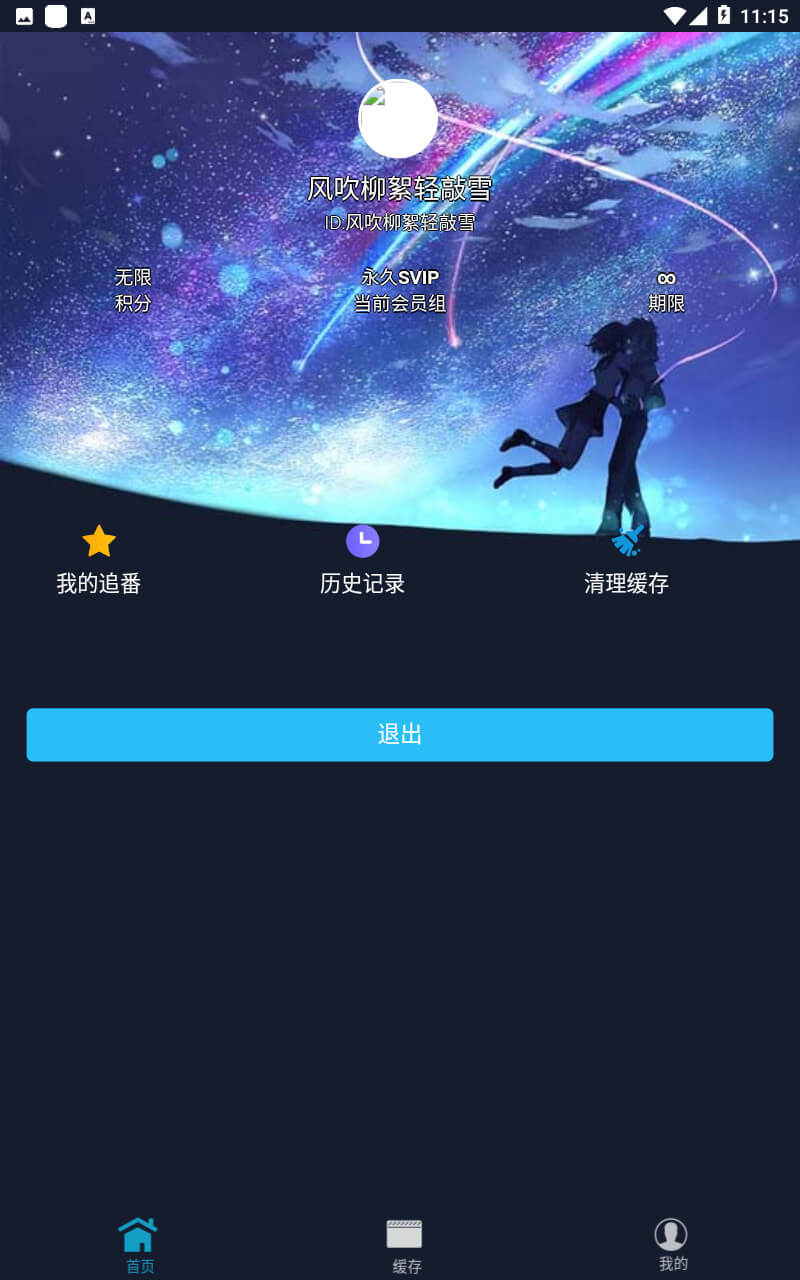 11:15
风吹柳絮轻敲雪
ID:风吹柳絮轻敲雪
无限
积分
永久SVIP
当前会员组
∞
期限
我的追番
历史记录
清理缓存
退出
首页
缓存
我的